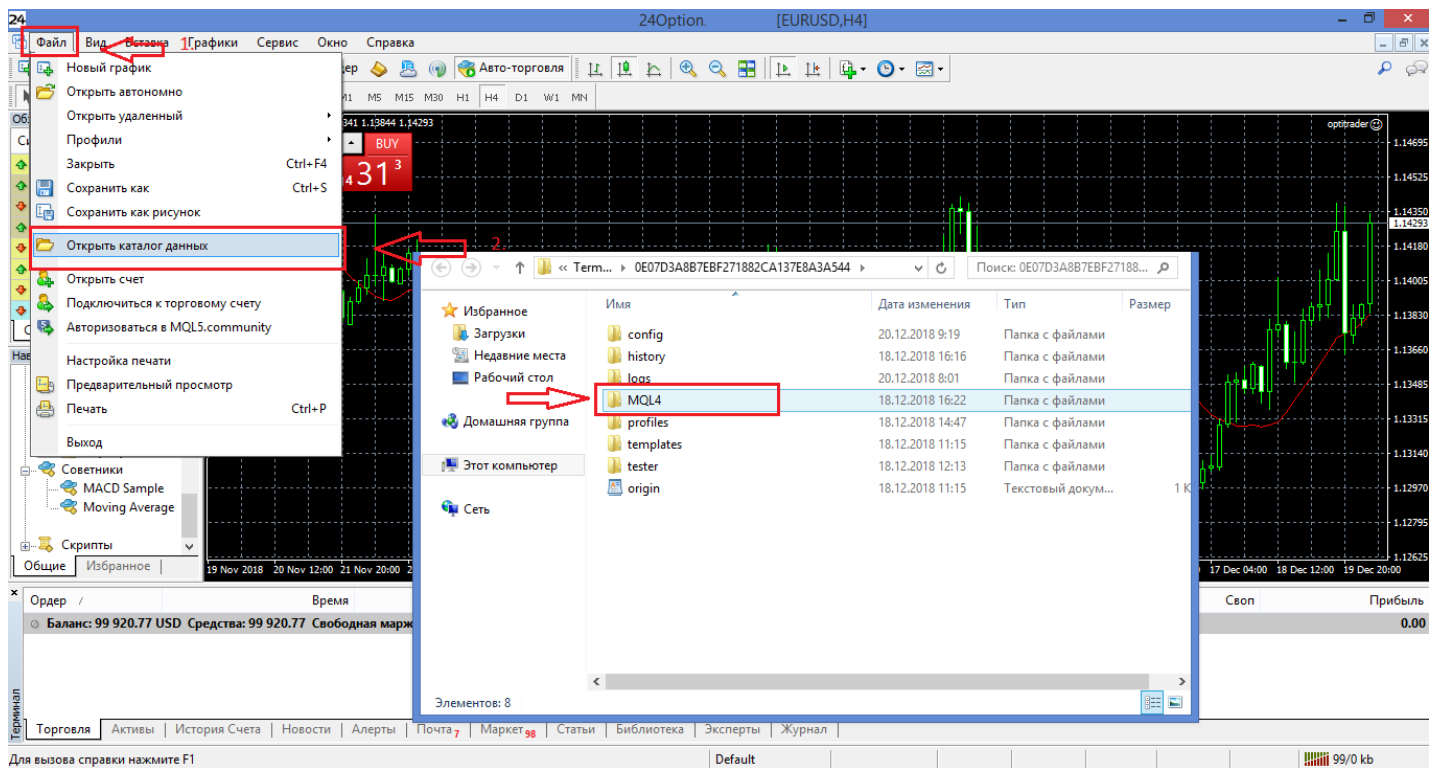 24 24Option. [EURUSD,H4]
Файл Вид Вставка 1. Графики Сервис Окно Справка
Новый график
Авто-торговля
Открыть автономно
M1 M5 M15 M30 H1 H4 D1 W1 MN
Открыть удаленный
Профили
Закрыть Ctrl+F4
Сохранить как Ctrl+S
Сохранить как рисунок
Открыть каталог данных
2.
Открыть счет
Подключиться к торговому счету
Авторизоваться в MQL5.community
Настройка печати
Предварительный просмотр
Печать Ctrl+P
Выход
341 1.13844 1.14293
BUY
31 3
optitrader
1.14695
1.14525
1.14350
1.14293
1.14180
1.14005
1.13830
1.13660
1.13485
1.13315
1.13140
1.12970
1.12795
1.12625
« Term... 0E07D3A8B7EBF271882CA137E8A3A544
Поиск: 0E07D3A8B7EBF27188...
Избранное
Загрузки
Недавние места
Рабочий стол
Домашняя группа
Этот компьютер
Сеть
Имя Дата изменения Тип Размер
config 20.12.2018 9:19 Папка с файлами
history 18.12.2018 16:16 Папка с файлами
logs 20.12.2018 8:01 Папка с файлами
MQL4 18.12.2018 16:22 Папка с файлами
profiles 18.12.2018 14:47 Папка с файлами
templates 18.12.2018 11:15 Папка с файлами
tester 18.12.2018 12:13 Папка с файлами
origin 18.12.2018 11:15 Текстовый докум... 1 К
Элементов: 8
Советники
MACD Sample
Moving Average
Скрипты
Общие Избранное
19 Nov 2018 20 Nov 12:00 21 Nov 20:00
17 Dec 04:00 18 Dec 12:00 19 Dec 20:00
Ордер / Время Своп Прибыль
Баланс: 99 920.77 USD Средства: 99 920.77 Свободная марж 0.00
Терминал
Торговля Активы История Счета Новости Алерты Почта 7 Маркет 98 Статьи Библиотека Эксперты Журнал
Для вызова справки нажмите F1 Default 99/0 kb